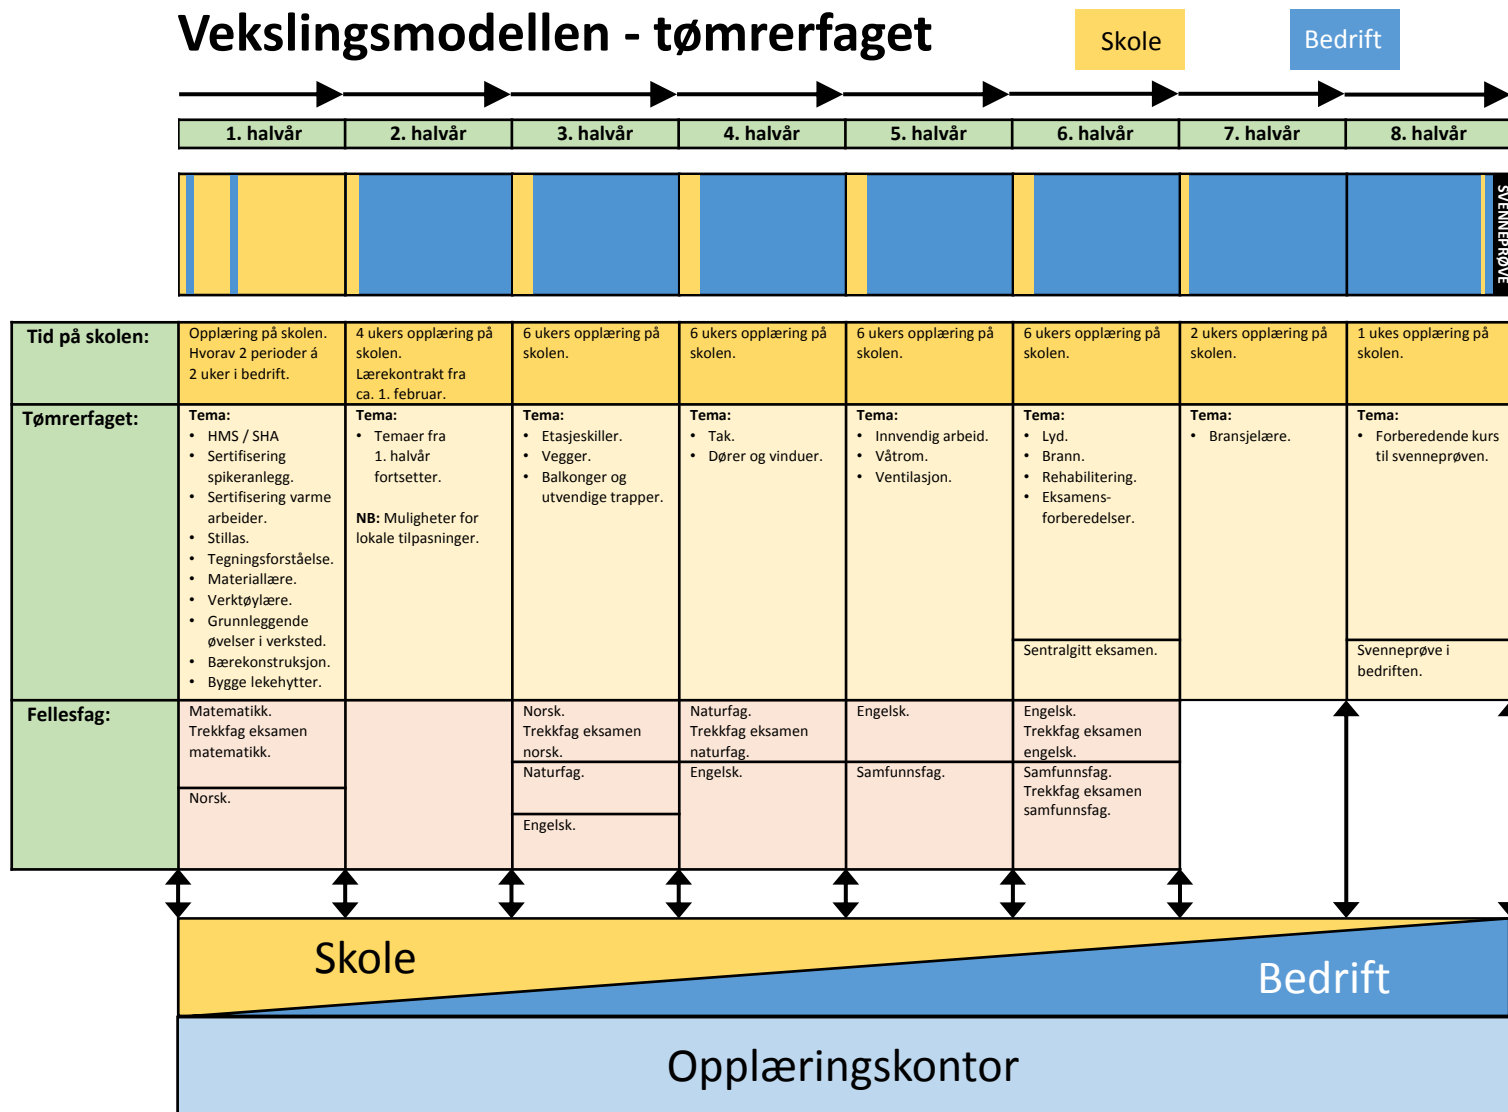 Vekslingsmodellen - tømrerfaget
Skole
Bedrift
1. halvår
2. halvår
3. halvår
4. halvår
5. halvår
6. halvår
7. halvår
8. halvår
SVENNEPRØVE
Tid på skolen:
Opplæring på skolen.
Hvorav 2 perioder á
2 uker i bedrift.
4 ukers opplæring på
skolen.
Lærekontrakt fra
ca. 1. februar.
6 ukers opplæring på
skolen.
6 ukers opplæring på
skolen.
6 ukers opplæring på
skolen.
6 ukers opplæring på
skolen.
2 ukers opplæring på
skolen.
1 ukes opplæring på
skolen.
Tømrerfaget:
Tema:
• HMS / SHA
• Sertifisering
spikeranlegg.
• Sertifisering varme
arbeider.
• Stillas.
• Tegningsforståelse.
• Materiallære.
• Verktøylære.
• Grunnleggende
øvelser i verksted.
• Bærekonstruksjon.
• Bygge lekehytter.
Tema:
• Temaer fra
1. halvår
fortsetter.
NB: Muligheter for
lokale tilpasninger.
Tema:
• Etasjeskiller.
• Vegger.
• Balkonger og
utvendige trapper.
Tema:
• Tak.
• Dører og vinduer.
Tema:
• Innvendig arbeid.
• Våtrom.
• Ventilasjon.
Tema:
• Lyd.
• Brann.
• Rehabilitering.
• Eksamens-
forberedelser.
Sentralgitt eksamen.
Tema:
• Bransjelære.
Tema:
• Forberedende kurs
til svenneprøven.
Svenneprøve i
bedriften.
Fellesfag:
Matematikk.
Trekkfag eksamen
matematikk.
Norsk.
Norsk.
Trekkfag eksamen
norsk.
Naturfag.
Engelsk.
Naturfag.
Trekkfag eksamen
naturfag.
Engelsk.
Engelsk.
Samfunnsfag.
Engelsk.
Trekkfag eksamen
engelsk.
Samfunnsfag.
Trekkfag eksamen
samfunnsfag.
Skole
Bedrift
Opplæringskontor